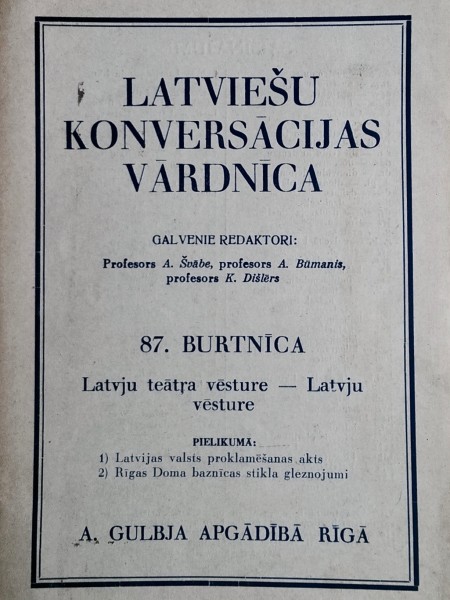 LATVIEŠU
KONVERSĀCIJAS
VĀRDNĪCA
GALVENIE REDAKTORI:
Profesors A. Švābe, profesors A. Būmanis,
profesors K. Dišlērs
87. BURTNĪCA
Latvju teātŗa vēsture — Latvju
vēsture
PIELIKUMĀ:
1) Latvijas valsts proklamēšanas akts
2) Rīgas Doma baznīcas stikla gleznojumi
A. GULBJA APGĀDĪBĀ RĪGĀ